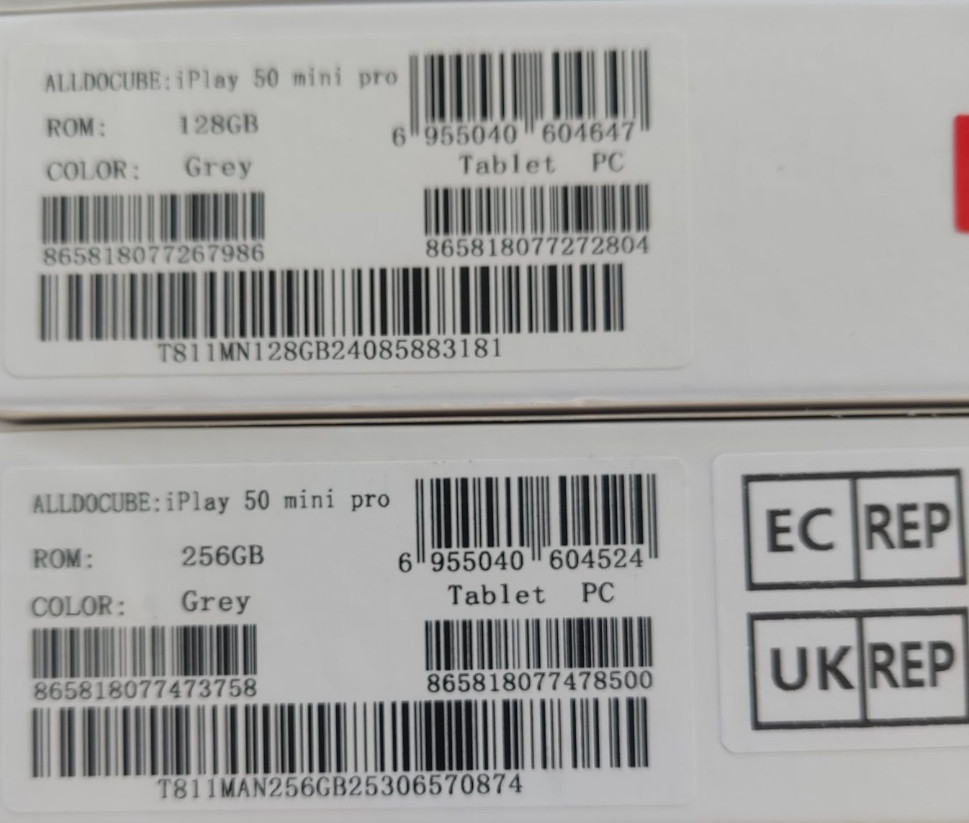 ALLDOCUBE:iPlay 50 mini pro
ROM: 128GB
6 955040 604647
COLOR: Grey
Tablet PC
865818077267986
865818077272804
T811MN128GB24085883181
ALLDOCUBE:iPlay 50 mini pro
ROM: 256GB
6 955040 604524
COLOR: Grey
Tablet PC
865818077473758
865818077478500
T811MAN256GB25306570874
EC REP
UK REP